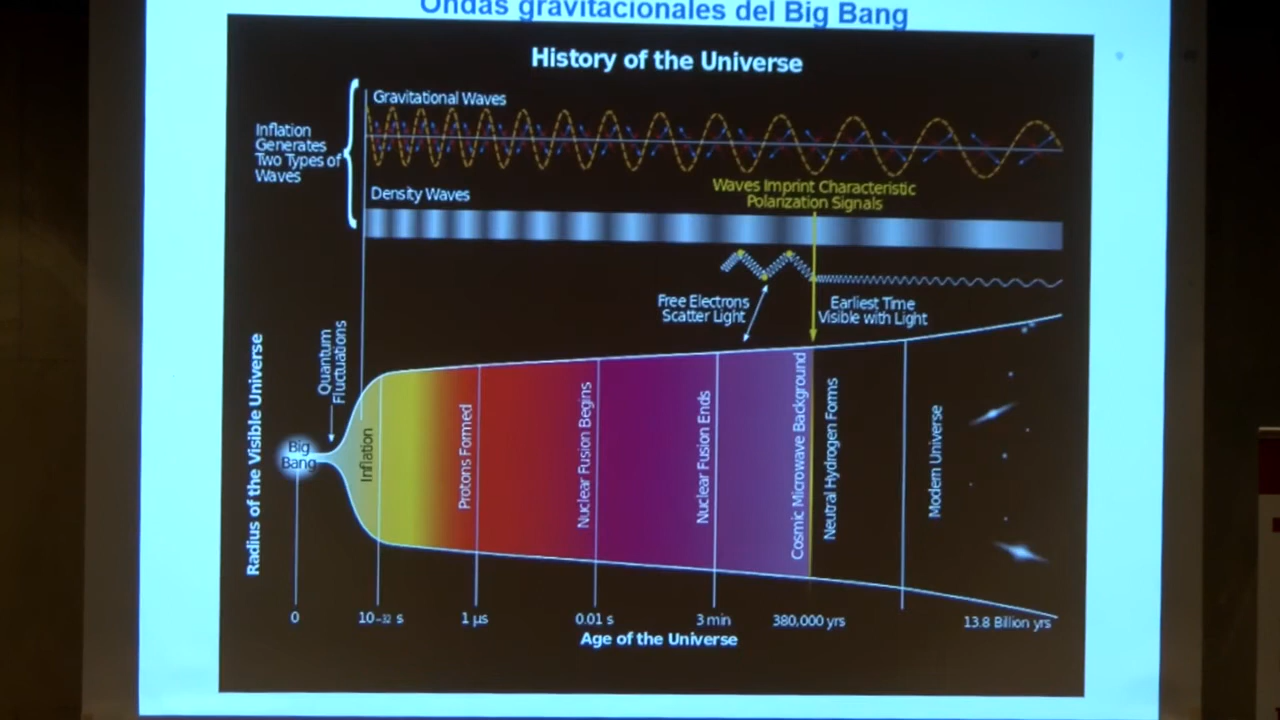 Ondas gravitacionales del Big Bang
History of the Universe
Gravitational Waves
Inflation
Generates
Two Types of
Waves
Density Waves
Waves Imprint Characteristic
Polarization Signals
Free Electrons
Scatter Light
Earliest Time
Visible with Light
Radius of the Visible Universe
Quantum
Fluctuations
Big
Bang
Inflation
Protons Formed
Nuclear Fusion Begins
Nuclear Fusion Ends
Cosmic Microwave Background
Neutral Hydrogen Forms
Modern Universe
0
10-32 s
1 µs
0.01 s
3 min
380,000 yrs
13.8 Billion yrs
Age of the Universe